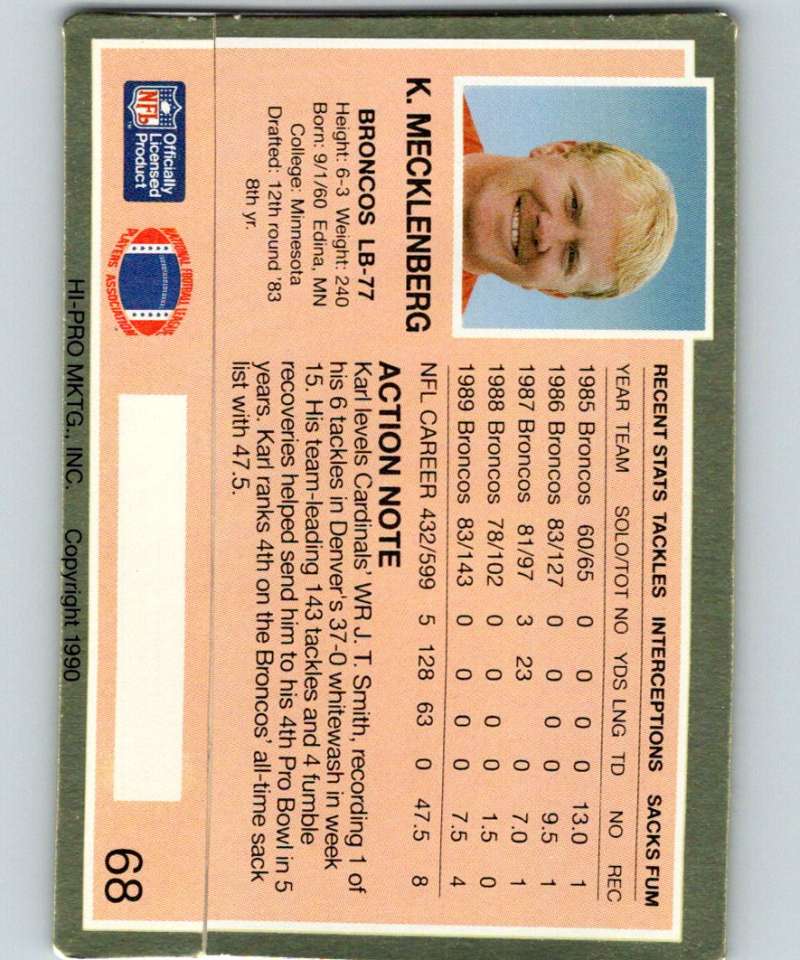 K. MECKLENBERG
BRONCOS LB-77
Height: 6-3 Weight: 240
Born: 9/1/60 Edina, MN
College: Minnesota
Drafted: 12th round '83
8th yr.
RECENT STATS TACKLES INTERCEPTIONS SACKS FUM
YEAR TEAM SOLO/TOT NO YDS LNG TD NO REC
1985 Broncos 60/65 0 0 0 0 13.0 1
1986 Broncos 83/127 0 0 0 0 9.5 1
1987 Broncos 81/97 3 23 0 7.0 1
1988 Broncos 78/102 0 0 0 0 1.5 0
1989 Broncos 83/143 0 0 0 0 7.5 4
NFL CAREER 432/599 5 128 63 0 47.5 8
ACTION NOTE
Karl levels Cardinals' WR J. T. Smith, recording 1 of
his 6 tackles in Denver's 37-0 whitewash in week
15. His team-leading 143 tackles and 4 fumble
recoveries helped send him to his 4th Pro Bowl in 5
years. Karl ranks 4th on the Broncos' all-time sack
list with 47.5.
NFL
TM
Officially
Licensed
Product
NATIONAL FOOTBALL LEAGUE
PLAYERS ASSOCIATION
68
HI-PRO MKTG., INC. Copyright 1990